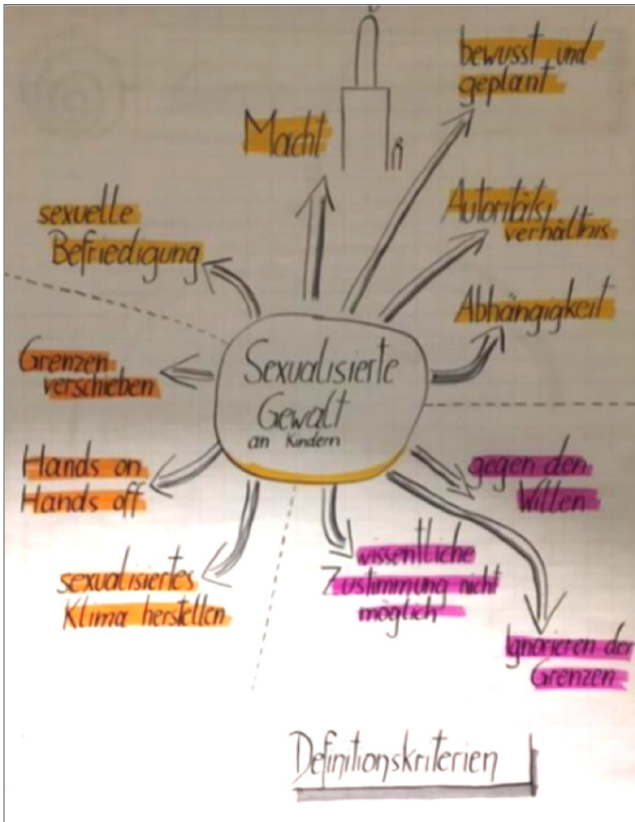 bewusst und
geplant
Macht
Autoritäts-
verhältnis
sexuelle
Befriedigung
Abhängigkeit
Grenzen
verschieben
Sexualisierte
Gewalt
an Kindern
Hands on
Hands off
gegen den
Willen
sexualisiertes
Klima herstellen
wissentliche
Zustimmung nicht
möglich
Ignorieren der
Grenzen
Definitionskriterien